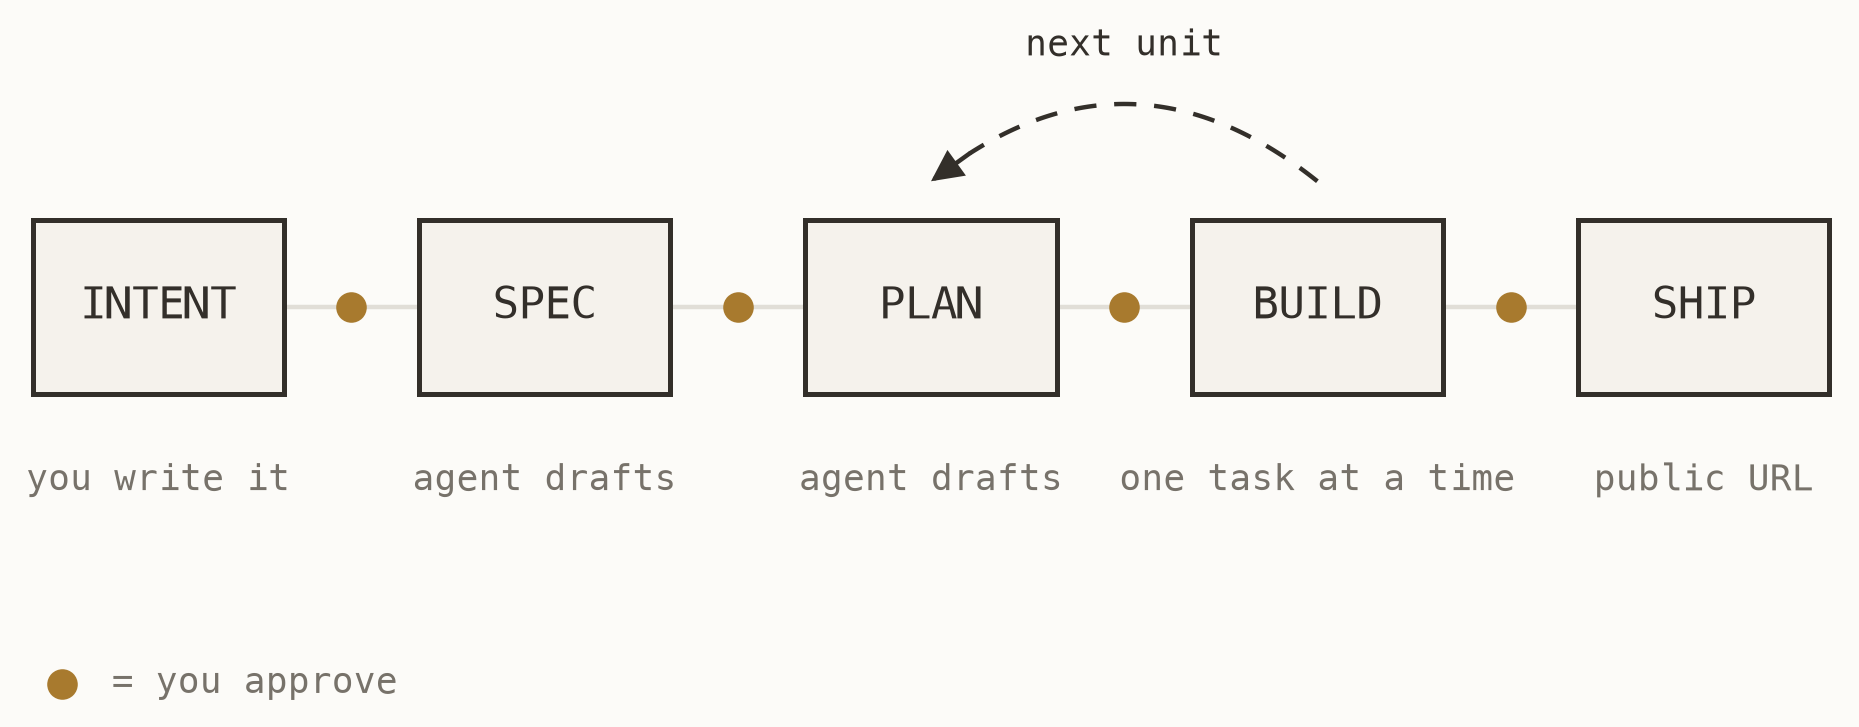 next unit
INTENT
SPEC
PLAN
BUILD
SHIP
you write it
agent drafts
agent drafts
one task at a time
public URL
= you approve